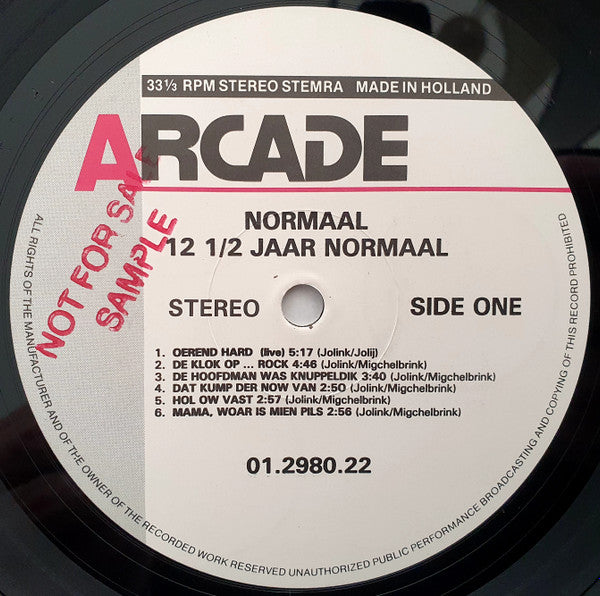 33⅓ RPM STEREO STEMRA MADE IN HOLLAND
ARCADE
NOT FOR SALE
SAMPLE
NORMAAL
12 1/2 JAAR NORMAAL
STEREO
SIDE ONE
1. OEREND HARD (live) 5:17 (Jolink/Jolij)
2. DE KLOK OP ... ROCK 4:46 (Jolink/Migchelbrink)
3. DE HOOFDMAN WAS KNUPPELDIK 3:40 (Jolink/Migchelbrink)
4. DAT KUMP DER NOW VAN 2:50 (Jolink/Migchelbrink)
5. HOL OW VAST 2:57 (Jolink/Migchelbrink)
6. MAMA, WOAR IS MIEN PILS 2:56 (Jolink/Migchelbrink)
01.2980.22
ALL RIGHTS OF THE MANUFACTURER AND OF THE OWNER OF THE RECORDED WORK RESERVED UNAUTHORIZED PUBLIC PERFORMANCE BROADCASTING AND COPYING OF THIS RECORD PROHIBITED